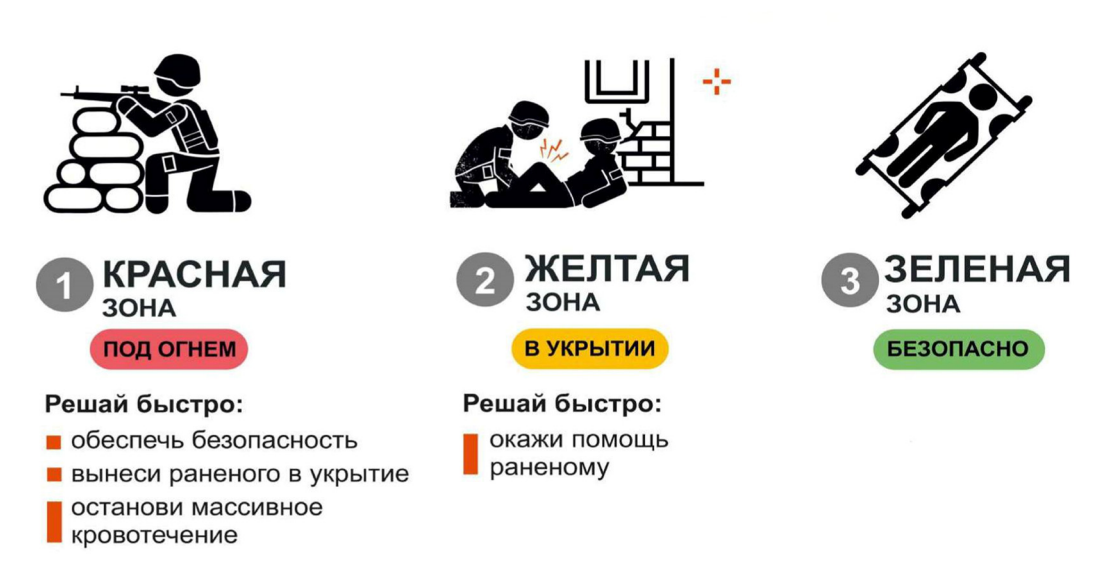 1 КРАСНАЯ
ЗОНА
ПОД ОГНЕМ
Решай быстро:
обеспечь безопасность
вынеси раненого в укрытие
останови массивное
кровотечение
2 ЖЕЛТАЯ
ЗОНА
В УКРЫТИИ
Решай быстро:
окажи помощь
раненому
3 ЗЕЛЕНАЯ
ЗОНА
БЕЗОПАСНО